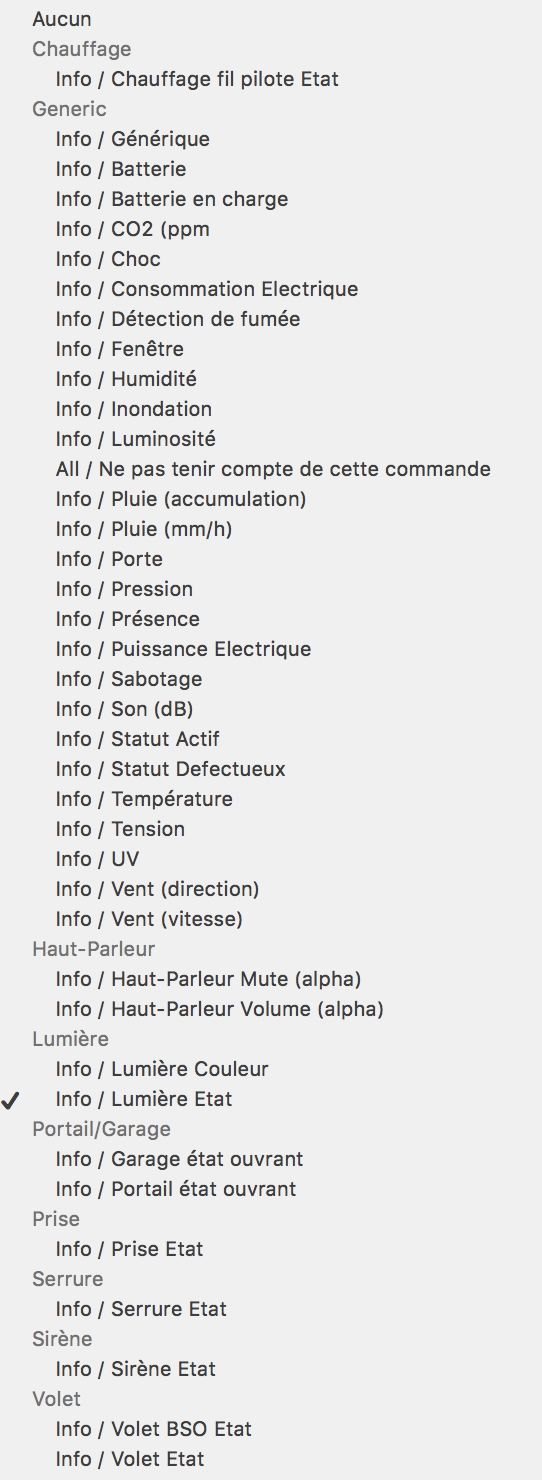 Aucun
Chauffage
Info / Chauffage fil pilote Etat
Generic
Info / Générique
Info / Batterie
Info / Batterie en charge
Info / CO2 (ppm
Info / Choc
Info / Consommation Electrique
Info / Détection de fumée
Info / Fenêtre
Info / Humidité
Info / Inondation
Info / Luminosité
All / Ne pas tenir compte de cette commande
Info / Pluie (accumulation)
Info / Pluie (mm/h)
Info / Porte
Info / Pression
Info / Présence
Info / Puissance Electrique
Info / Sabotage
Info / Son (dB)
Info / Statut Actif
Info / Statut Defectueux
Info / Température
Info / Tension
Info / UV
Info / Vent (direction)
Info / Vent (vitesse)
Haut-Parleur
Info / Haut-Parleur Mute (alpha)
Info / Haut-Parleur Volume (alpha)
Lumière
Info / Lumière Couleur
Info / Lumière Etat
Portail/Garage
Info / Garage état ouvrant
Info / Portail état ouvrant
Prise
Info / Prise Etat
Serrure
Info / Serrure Etat
Sirène
Info / Sirène Etat
Volet
Info / Volet BSO Etat
Info / Volet Etat